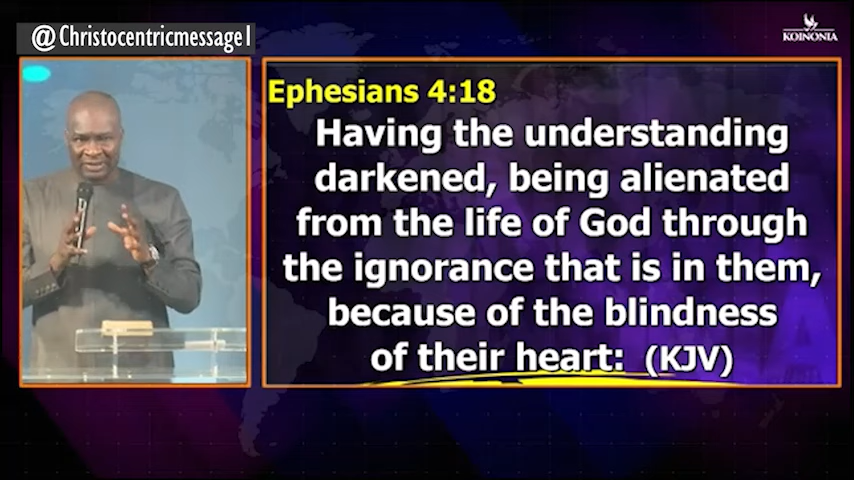 @Christocentricmessage1
KOINONIA
Ephesians 4:18
Having the understanding
darkened, being alienated
from the life of God through
the ignorance that is in them,
because of the blindness
of their heart: (KJV)